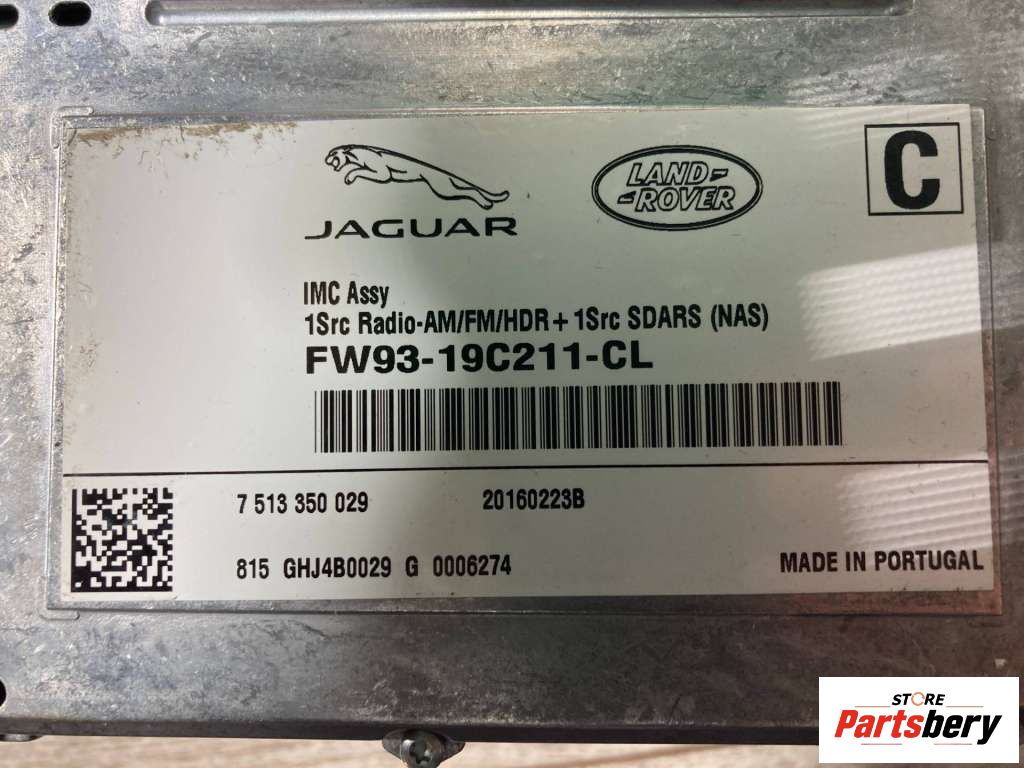 JAGUAR
LAND-
-ROVER
C
IMC Assy
1Src Radio-AM/FM/HDR+1Src SDARS (NAS)
FW93-19C211-CL
7 513 350 029 20160223B
815 GHJ4B0029 G 0006274 MADE IN PORTUGAL
STORE
Partsbery